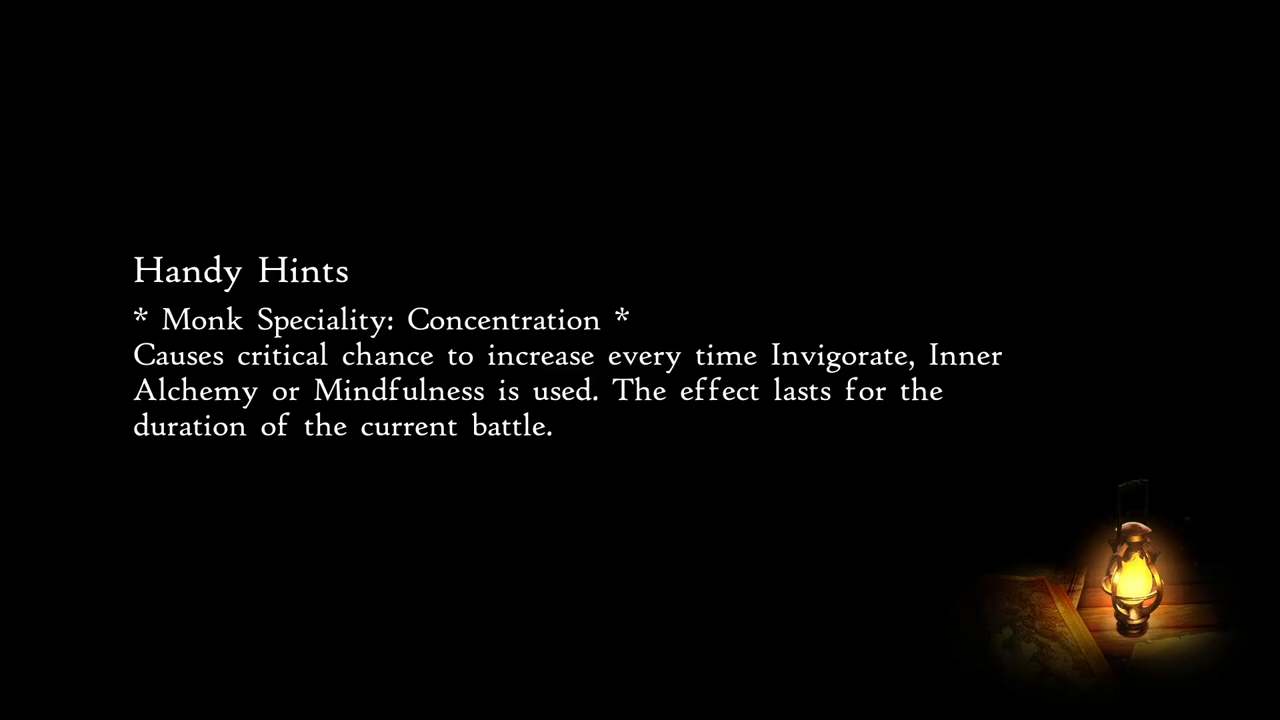 Handy Hints
* Monk Speciality: Concentration *
Causes critical chance to increase every time Invigorate, Inner
Alchemy or Mindfulness is used. The effect lasts for the
duration of the current battle.